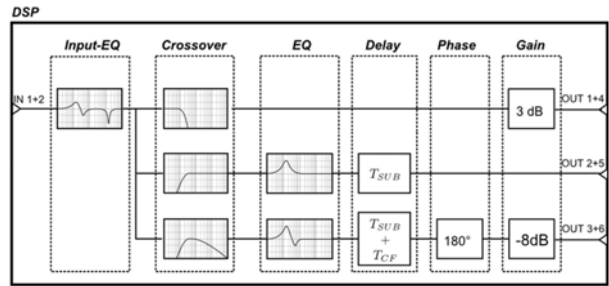 DSP
Input-EQ Crossover EQ Delay Phase Gain
IN 1+2 3 dB OUT 1+4
T_SUB OUT 2+5
T_SUB + T_CF 180° -8dB OUT 3+6